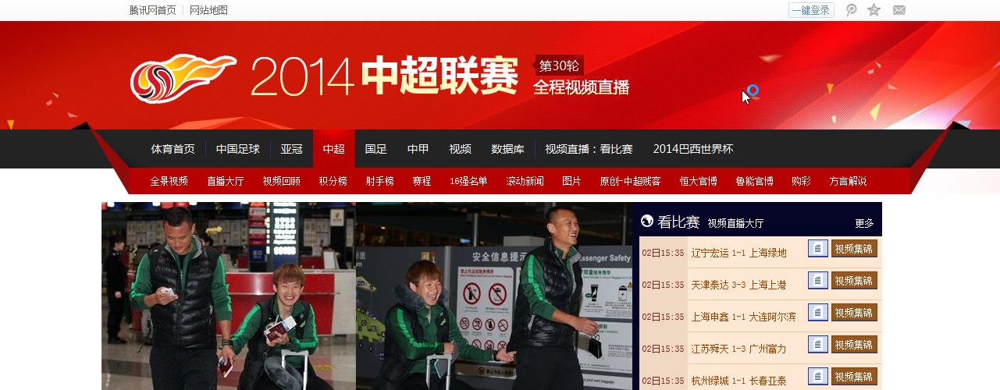 腾讯网首页 网站地图 一键登录
2014 中超联赛 第30轮
全程视频直播
体育首页 中国足球 亚冠 中超 国足 中甲 视频 数据库 视频直播：看比赛 2014巴西世界杯
全景视频 直播大厅 视频回顾 积分榜 射手榜 赛程 16强名单 滚动新闻 图片 原创-中超贱客 恒大官博 鲁能官博 购彩 方言解说
安全信息提示
Passenger Safety
看比赛 视频直播大厅 更多
02日15:35 辽宁宏运 1-1 上海绿地 视频集锦
02日15:35 天津泰达 3-3 上海上港 视频集锦
02日15:35 上海申鑫 1-1 大连阿尔滨 视频集锦
02日15:35 江苏舜天 1-3 广州富力 视频集锦
02日15:35 杭州绿城 1-1 长春亚泰 视频集锦